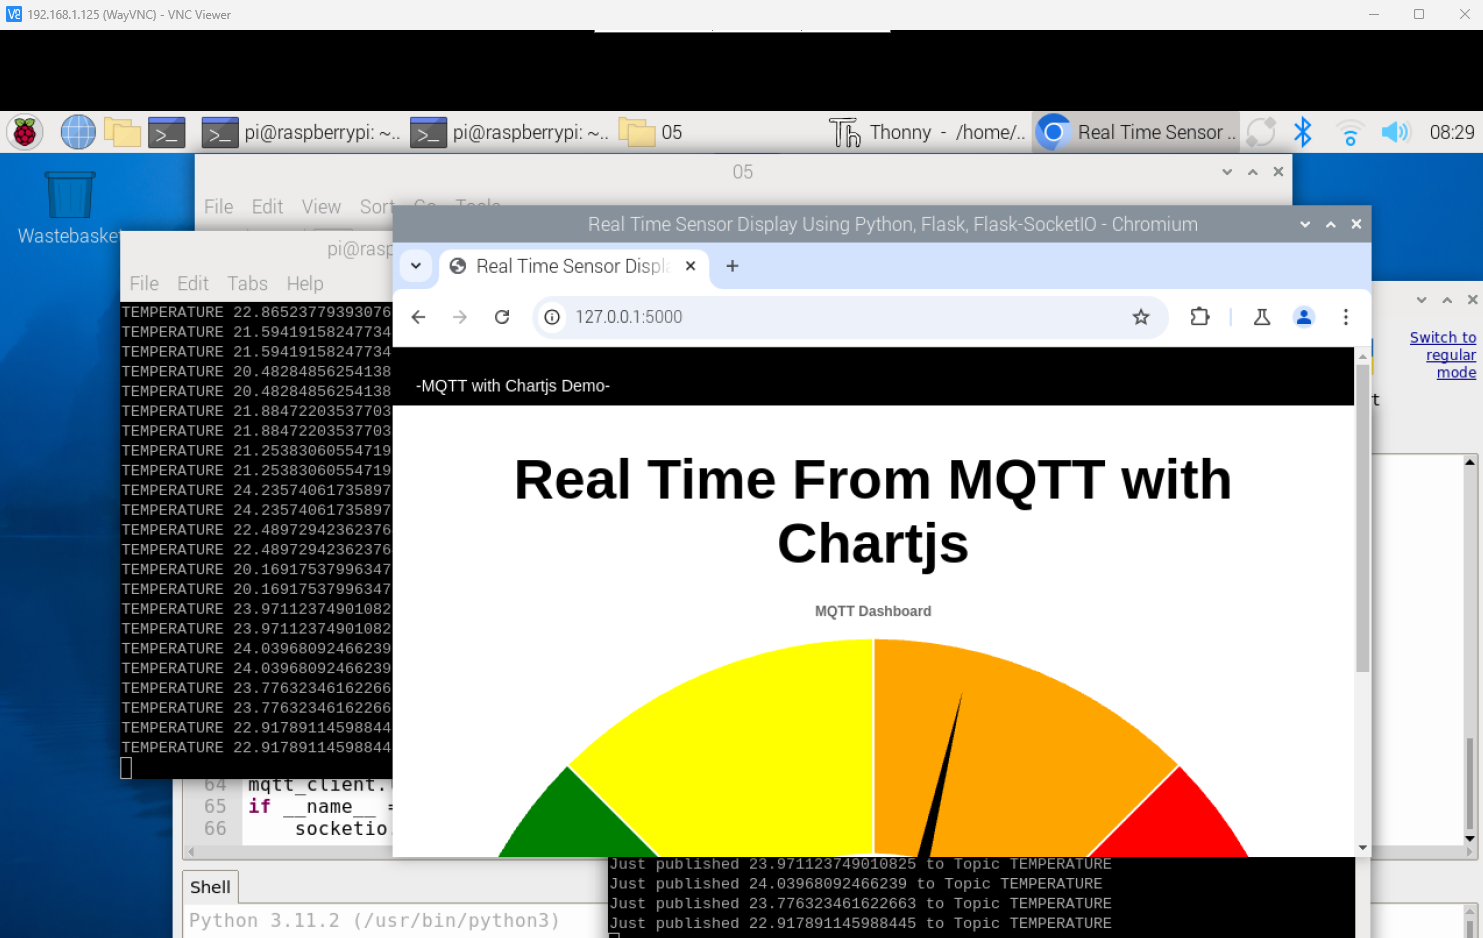 192.168.1.125 (WayVNC) - VNC Viewer
pi@raspberrypi: ~..
pi@raspberrypi: ~..
05
Thonny - /home/..
Real Time Sensor ..
08:29
05
File Edit View Sort Go Tools
Wastebasket
pi@rasp
File Edit Tabs Help
Real Time Sensor Display Using Python, Flask, Flask-SocketIO - Chromium
Real Time Sensor Displa
127.0.0.1:5000
Switch to
regular
mode
-MQTT with Chartjs Demo-
Real Time From MQTT with
Chartjs
MQTT Dashboard
TEMPERATURE 22.86523779393076
TEMPERATURE 21.59419158247734
TEMPERATURE 21.59419158247734
TEMPERATURE 20.48284856254138
TEMPERATURE 20.48284856254138
TEMPERATURE 21.88472203537703
TEMPERATURE 21.88472203537703
TEMPERATURE 21.25383060554719
TEMPERATURE 21.25383060554719
TEMPERATURE 24.23574061735897
TEMPERATURE 24.23574061735897
TEMPERATURE 22.48972942362376
TEMPERATURE 22.48972942362376
TEMPERATURE 20.16917537996347
TEMPERATURE 20.16917537996347
TEMPERATURE 23.97112374901082
TEMPERATURE 23.97112374901082
TEMPERATURE 24.03968092466239
TEMPERATURE 24.03968092466239
TEMPERATURE 23.77632346162266
TEMPERATURE 23.77632346162266
TEMPERATURE 22.91789114598844
TEMPERATURE 22.91789114598844
64 mqtt_client.
65 if __name__ =
66 socketio.
Just published 23.971123749010825 to Topic TEMPERATURE
Just published 24.03968092466239 to Topic TEMPERATURE
Just published 23.776323461622663 to Topic TEMPERATURE
Just published 22.917891145988445 to Topic TEMPERATURE
Shell
Python 3.11.2 (/usr/bin/python3)